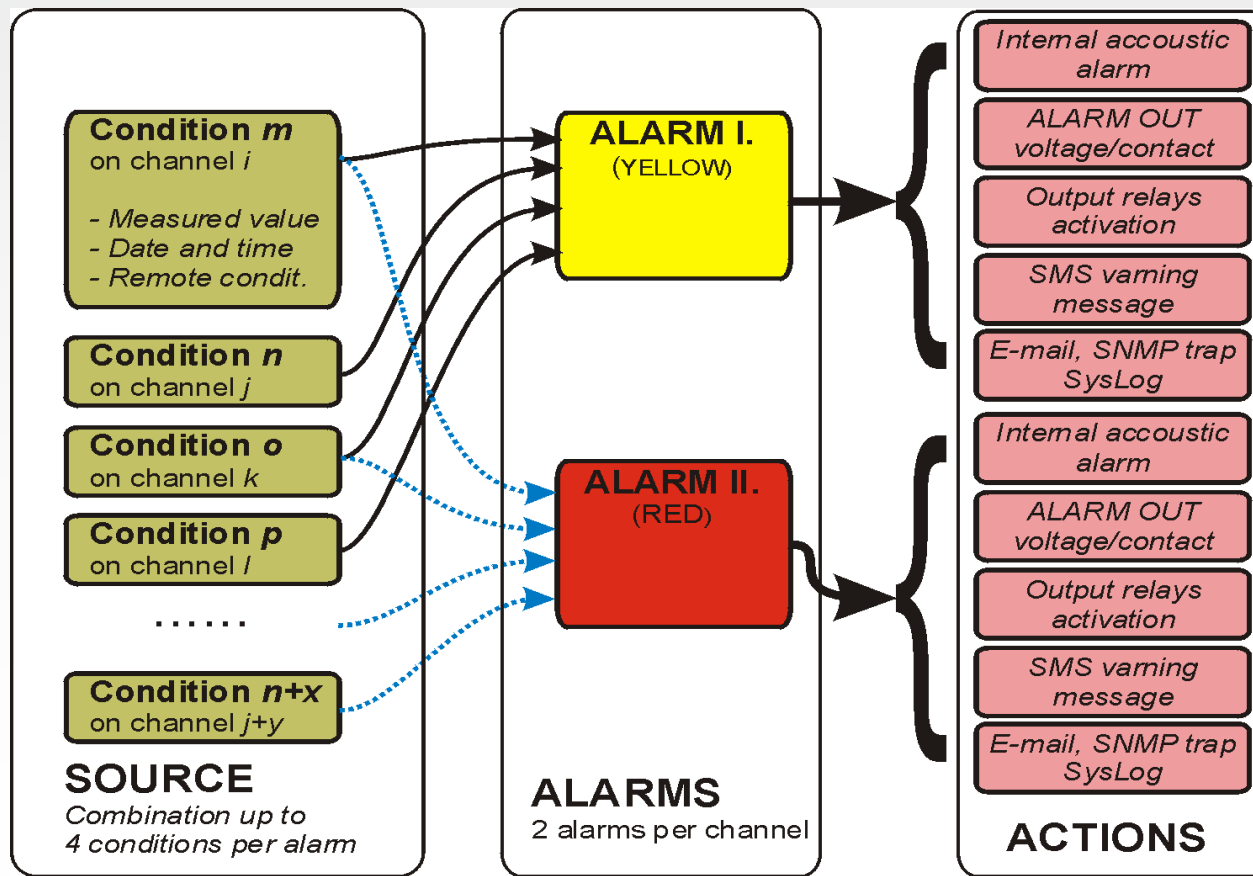 Condition m
on channel i
- Measured value
- Date and time
- Remote condit.
Condition n
on channel j
Condition o
on channel k
Condition p
on channel l
......
Condition n+x
on channel j+y
SOURCE
Combination up to
4 conditions per alarm
ALARM I.
(YELLOW)
ALARM II.
(RED)
ALARMS
2 alarms per channel
Internal accoustic
alarm
ALARM OUT
voltage/contact
Output relays
activation
SMS varning
message
E-mail, SNMP trap
SysLog
Internal accoustic
alarm
ALARM OUT
voltage/contact
Output relays
activation
SMS varning
message
E-mail, SNMP trap
SysLog
ACTIONS